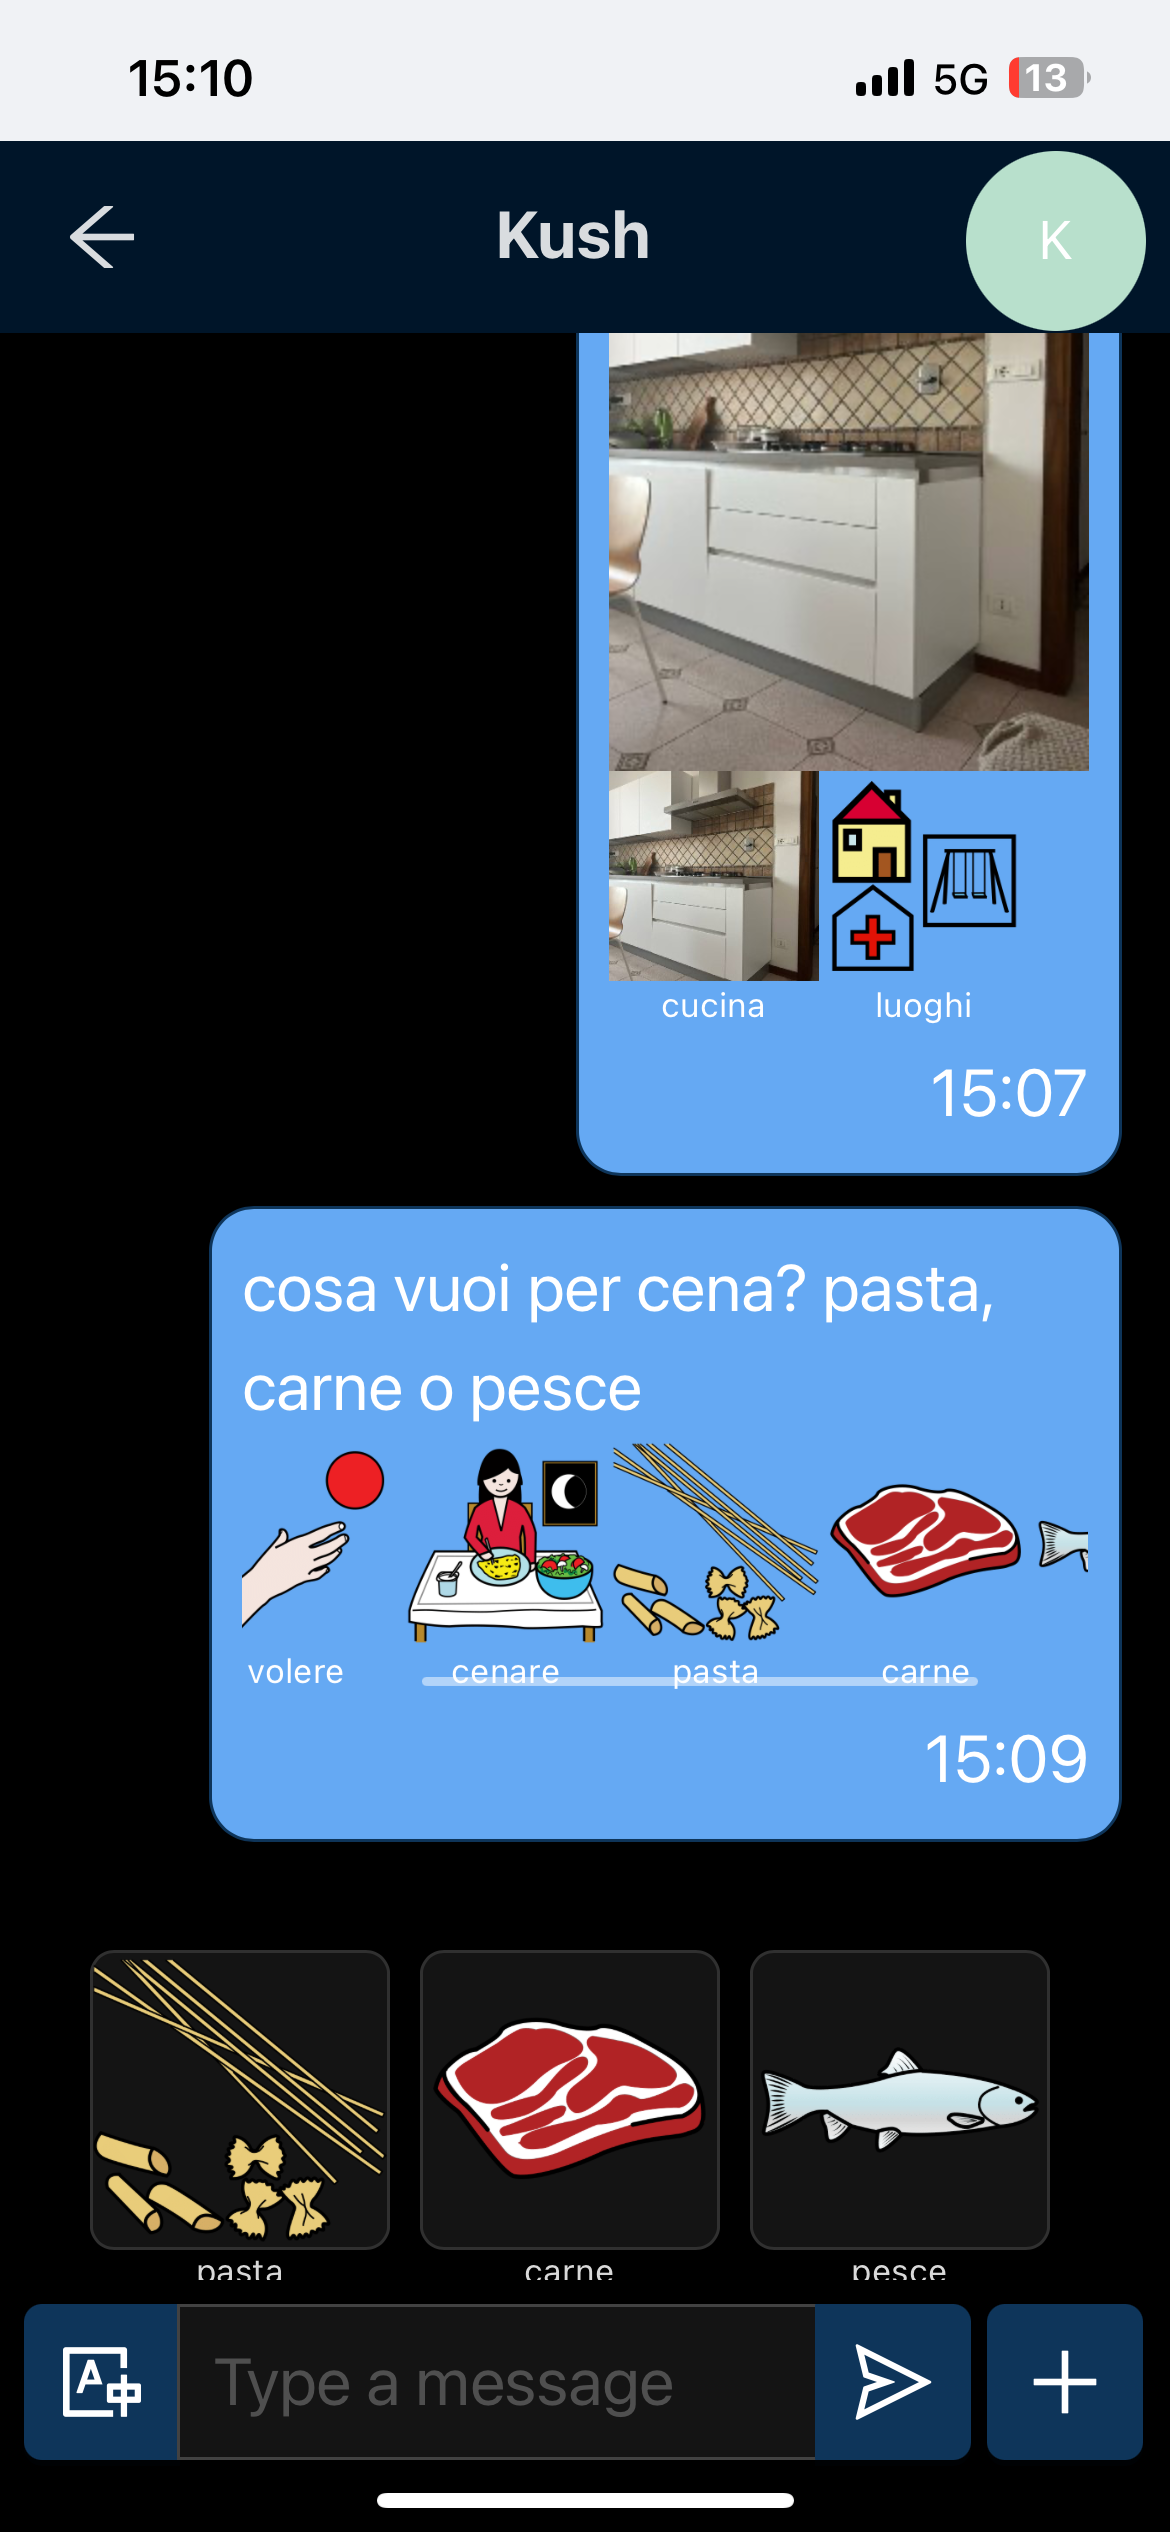 15:10
5G
13
Kush
K
cucina
luoghi
15:07
cosa vuoi per cena? pasta,
carne o pesce
volere
cenare
pasta
carne
15:09
pasta
carne
pesce
A
Type a message